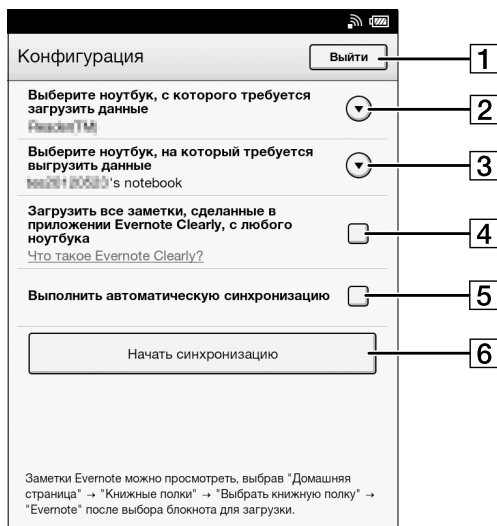 Конфигурация
Выйти
1
Выберите ноутбук, с которого требуется
загрузить данные
2
Выберите ноутбук, на который требуется
выгрузить данные
's notebook
3
Загрузить все заметки, сделанные в
приложении Evernote Clearly, с любого
ноутбука
Что такое Evernote Clearly?
4
Выполнить автоматическую синхронизацию
5
Начать синхронизацию
6
Заметки Evernote можно просмотреть, выбрав "Домашняя
страница" → "Книжные полки" → "Выбрать книжную полку" →
"Evernote" после выбора блокнота для загрузки.